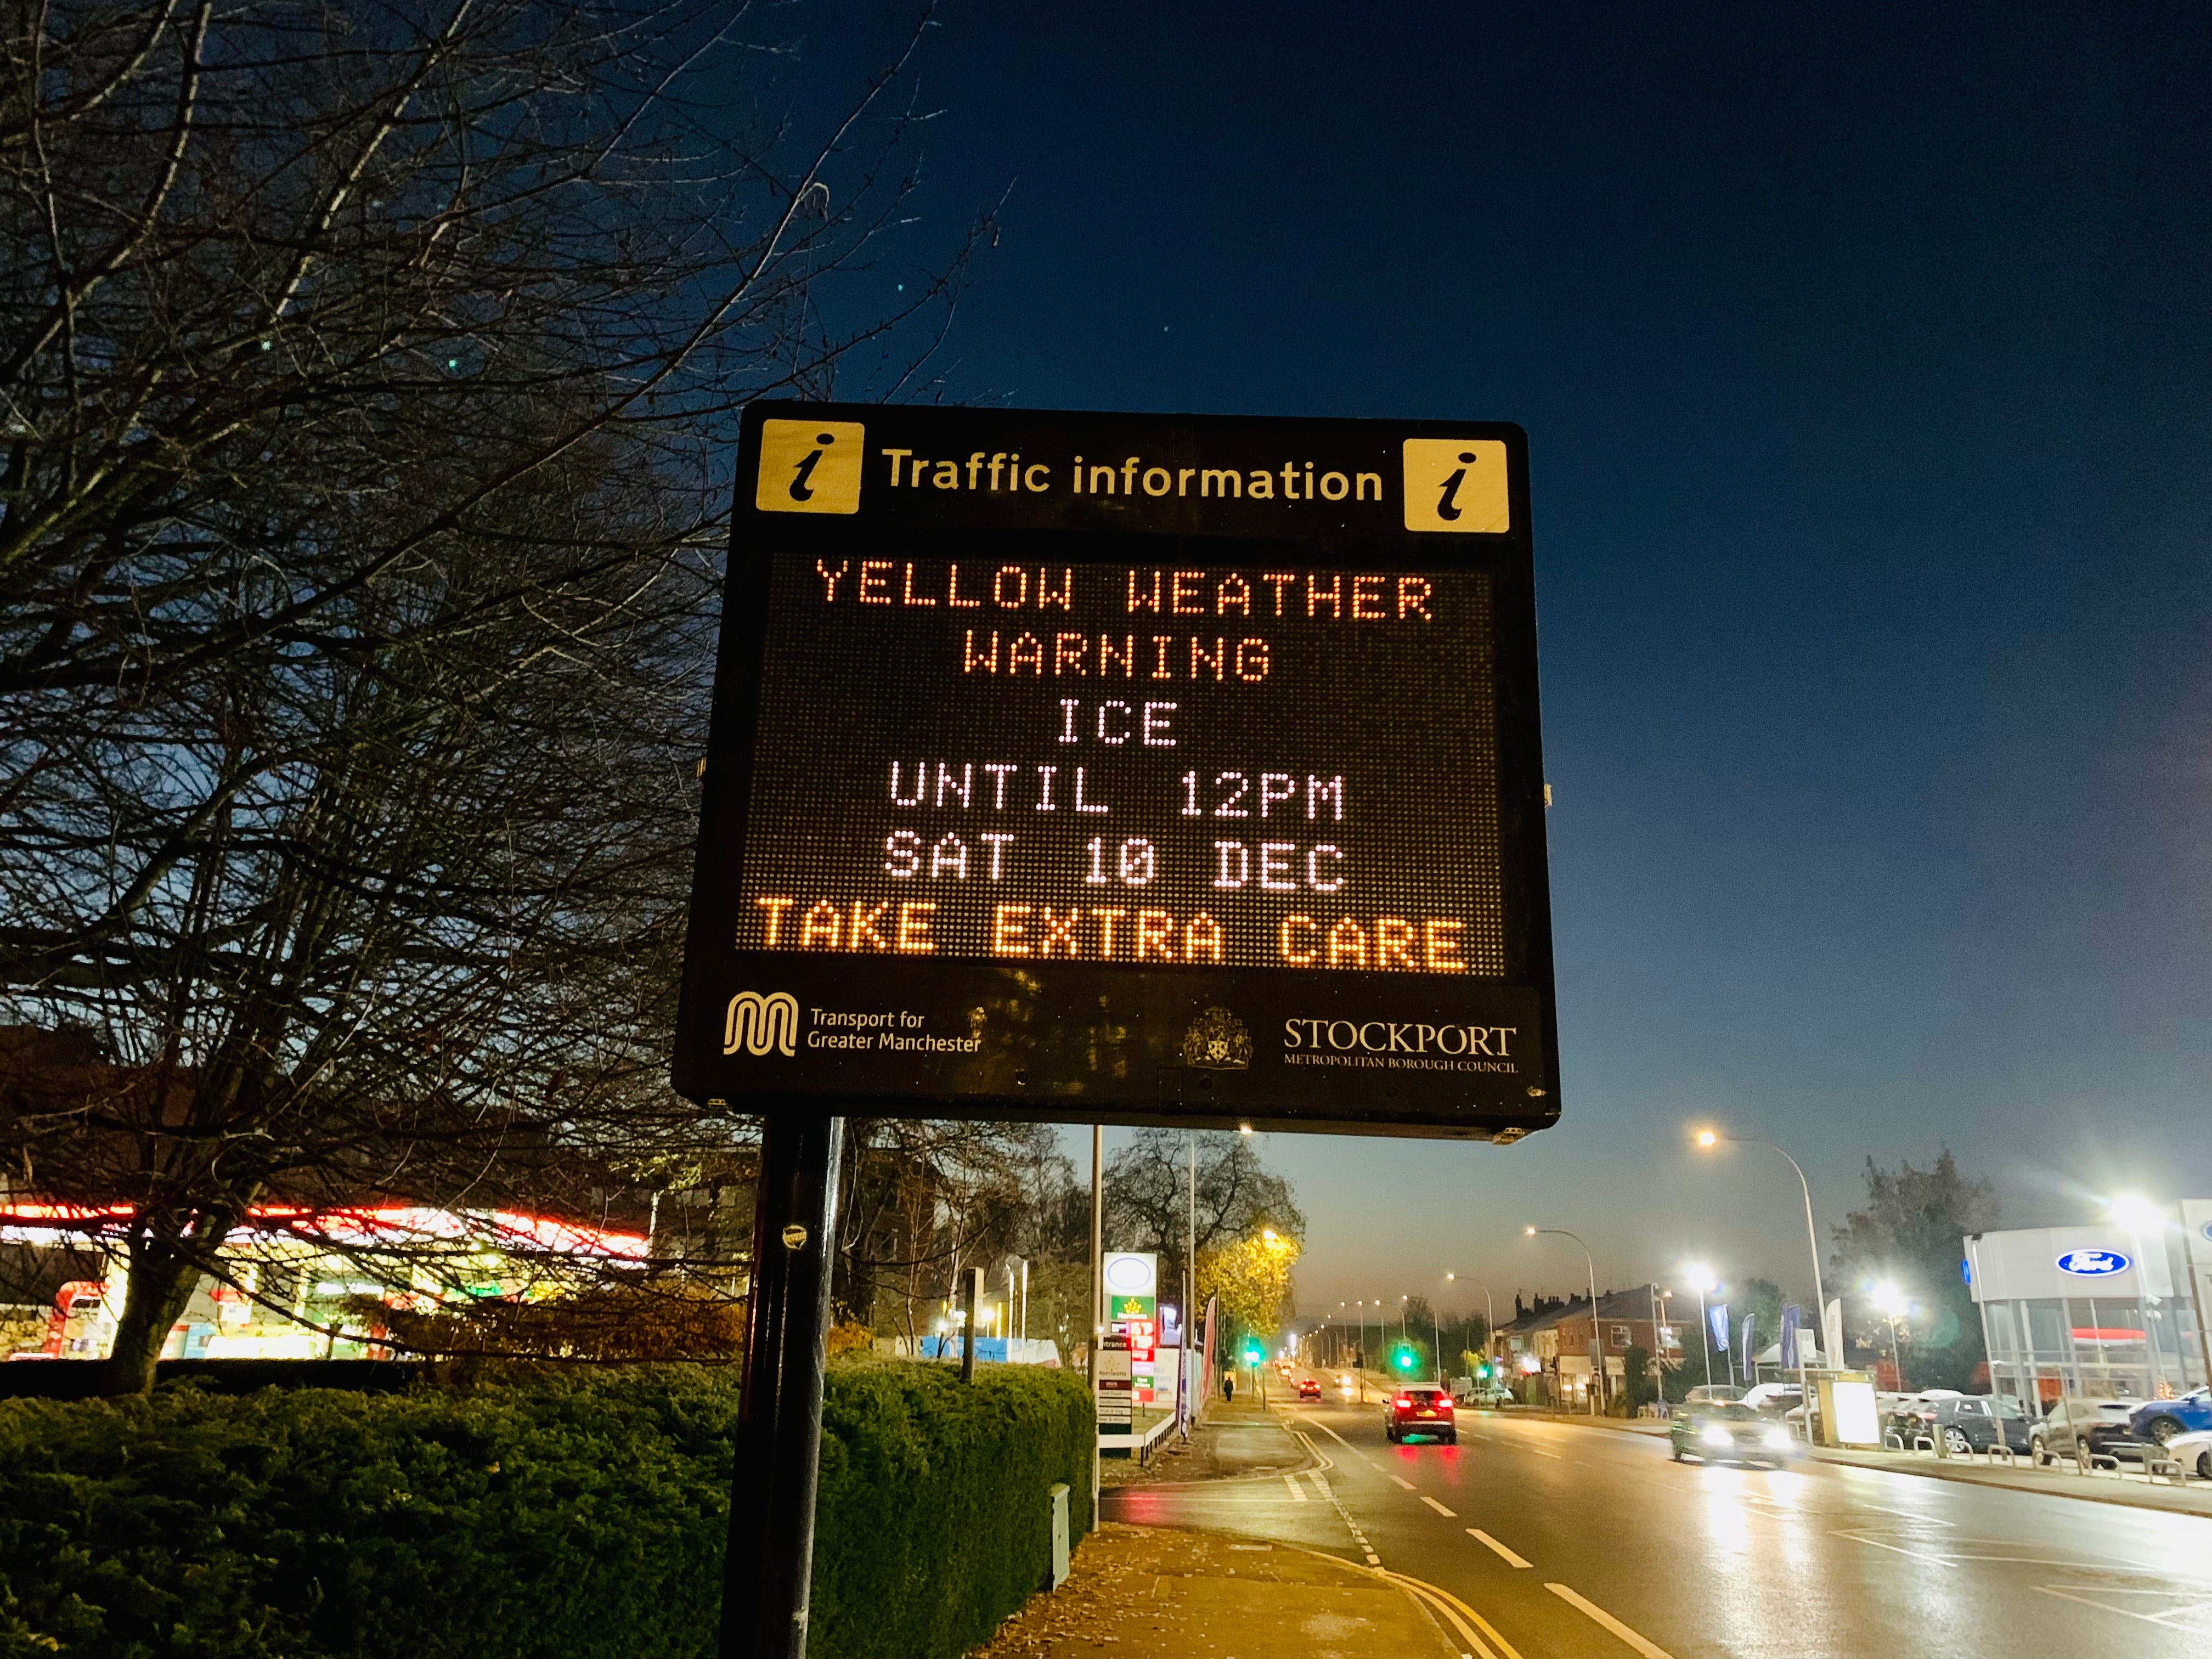 i Traffic information i
YELLOW WEATHER
WARNING
ICE
UNTIL 12PM
SAT 10 DEC
TAKE EXTRA CARE
Transport for
Greater Manchester
STOCKPORT
METROPOLITAN BOROUGH COUNCIL
Ford